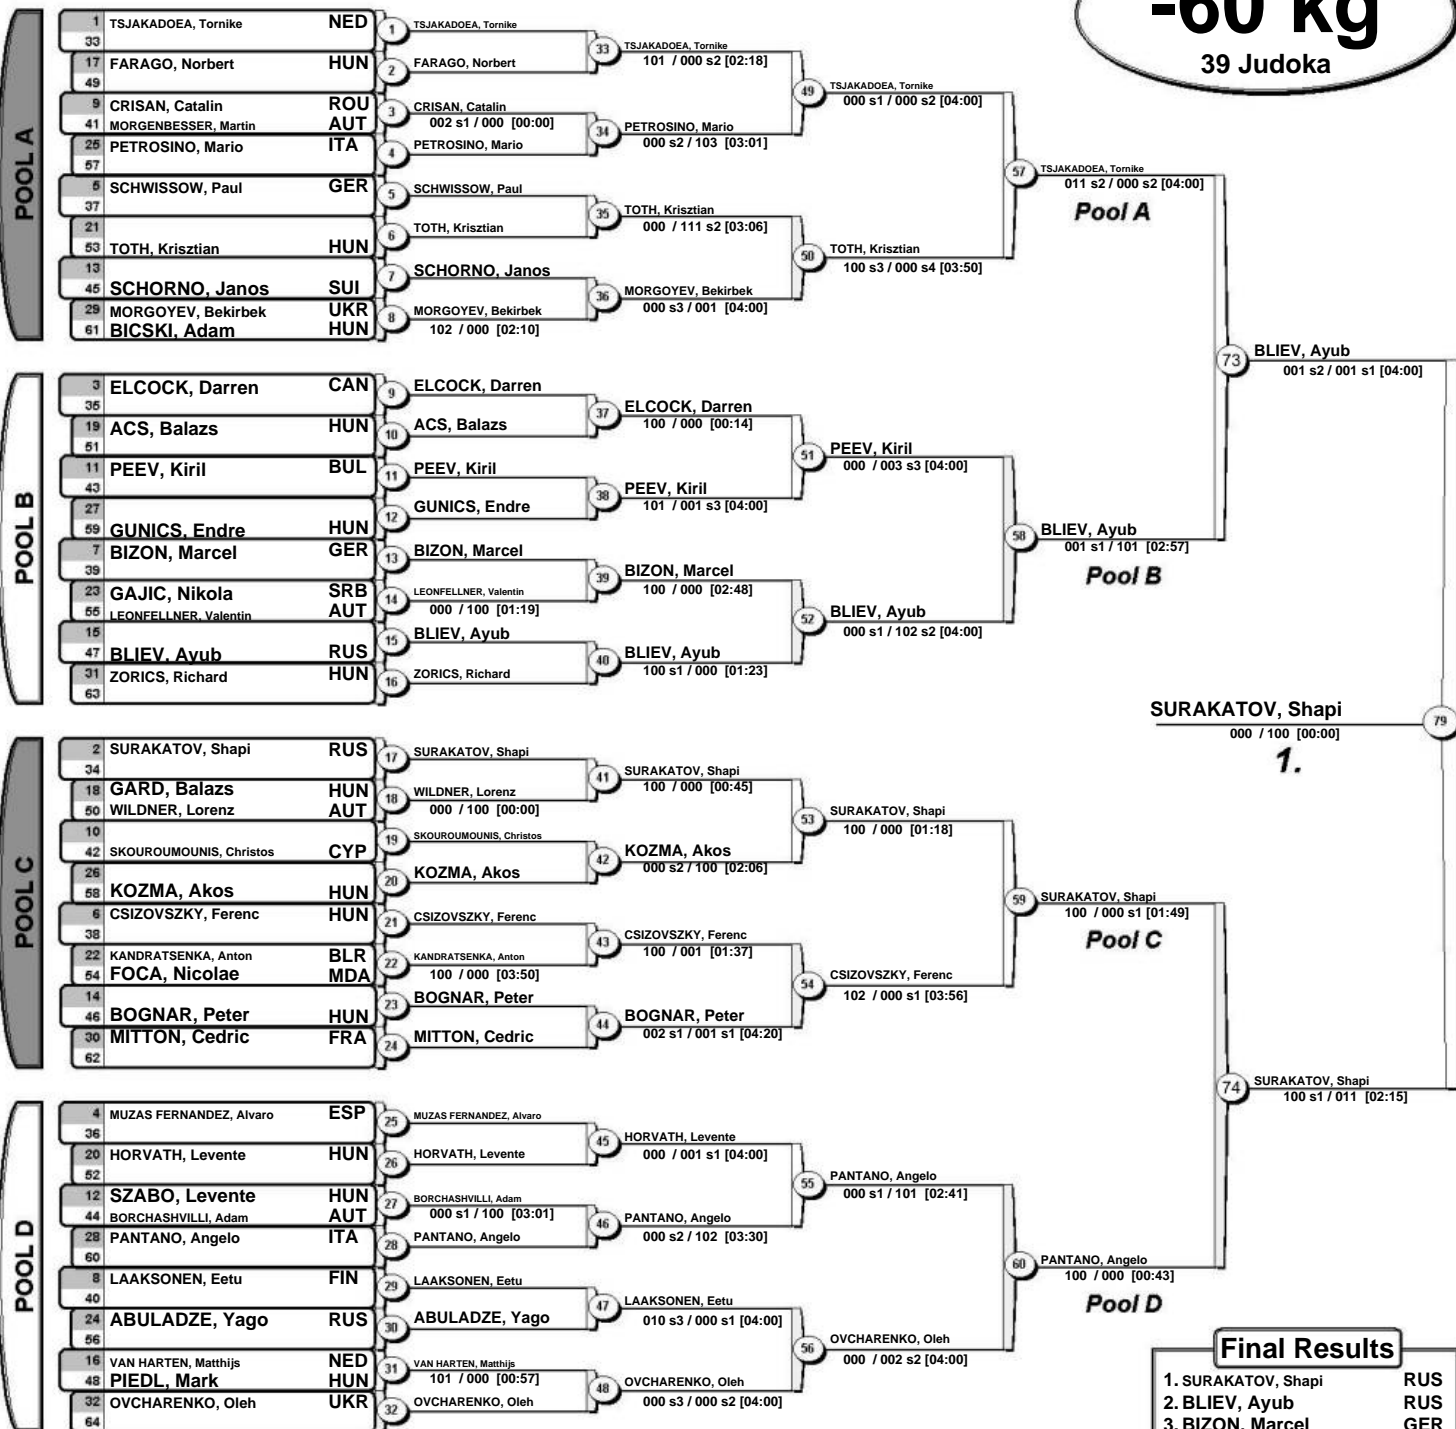 -60 kg
39 Judoka
POOL A
1 TSJAKADOEA, Tornike NED
33
17 FARAGO, Norbert HUN
49
9 CRISAN, Catalin ROU
41 MORGENBESSER, Martin AUT
25 PETROSINO, Mario ITA
57
5 SCHWISSOW, Paul GER
37
21
53 TOTH, Krisztian HUN
13
45 SCHORNO, Janos SUI
29 MORGOYEV, Bekirbek UKR
61 BICSKI, Adam HUN
1 TSJAKADOEA, Tornike
2 FARAGO, Norbert
3 CRISAN, Catalin
002 s1 / 000 [00:00]
4 PETROSINO, Mario
5 SCHWISSOW, Paul
6 TOTH, Krisztian
7 SCHORNO, Janos
8 MORGOYEV, Bekirbek
102 / 000 [02:10]
33 TSJAKADOEA, Tornike
101 / 000 s2 [02:18]
34 PETROSINO, Mario
000 s2 / 103 [03:01]
35 TOTH, Krisztian
000 / 111 s2 [03:06]
36 MORGOYEV, Bekirbek
000 s3 / 001 [04:00]
49 TSJAKADOEA, Tornike
000 s1 / 000 s2 [04:00]
50 TOTH, Krisztian
100 s3 / 000 s4 [03:50]
57 TSJAKADOEA, Tornike
011 s2 / 000 s2 [04:00]
Pool A
POOL B
3 ELCOCK, Darren CAN
35
19 ACS, Balazs HUN
51
11 PEEV, Kiril BUL
43
27
59 GUNICS, Endre HUN
7 BIZON, Marcel GER
39
23 GAJIC, Nikola SRB
55 LEONFELLNER, Valentin AUT
15
47 BLIEV, Ayub RUS
31 ZORICS, Richard HUN
63
9 ELCOCK, Darren
10 ACS, Balazs
11 PEEV, Kiril
12 GUNICS, Endre
13 BIZON, Marcel
14 LEONFELLNER, Valentin
000 / 100 [01:19]
15 BLIEV, Ayub
16 ZORICS, Richard
37 ELCOCK, Darren
100 / 000 [00:14]
38 PEEV, Kiril
101 / 001 s3 [04:00]
39 BIZON, Marcel
100 / 000 [02:48]
40 BLIEV, Ayub
100 s1 / 000 [01:23]
51 PEEV, Kiril
000 / 003 s3 [04:00]
52 BLIEV, Ayub
000 s1 / 102 s2 [04:00]
58 BLIEV, Ayub
001 s1 / 101 [02:57]
Pool B
73 BLIEV, Ayub
001 s2 / 001 s1 [04:00]
SURAKATOV, Shapi 79
000 / 100 [00:00]
1.
POOL C
2 SURAKATOV, Shapi RUS
34
18 GARD, Balazs HUN
50 WILDNER, Lorenz AUT
10
42 SKOUROUMOUNIS, Christos CYP
26
58 KOZMA, Akos HUN
6 CSIZOVSZKY, Ferenc HUN
38
22 KANDRATSENKA, Anton BLR
54 FOCA, Nicolae MDA
14
46 BOGNAR, Peter HUN
30 MITTON, Cedric FRA
62
17 SURAKATOV, Shapi
18 WILDNER, Lorenz
000 / 100 [00:00]
19 SKOUROUMOUNIS, Christos
20 KOZMA, Akos
21 CSIZOVSZKY, Ferenc
22 KANDRATSENKA, Anton
100 / 000 [03:50]
23 BOGNAR, Peter
24 MITTON, Cedric
41 SURAKATOV, Shapi
100 / 000 [00:45]
42 KOZMA, Akos
000 s2 / 100 [02:06]
43 CSIZOVSZKY, Ferenc
100 / 001 [01:37]
44 BOGNAR, Peter
002 s1 / 001 s1 [04:20]
53 SURAKATOV, Shapi
100 / 000 [01:18]
54 CSIZOVSZKY, Ferenc
102 / 000 s1 [03:56]
59 SURAKATOV, Shapi
100 / 000 s1 [01:49]
Pool C
74 SURAKATOV, Shapi
100 s1 / 011 [02:15]
POOL D
4 MUZAS FERNANDEZ, Alvaro ESP
36
20 HORVATH, Levente HUN
52
12 SZABO, Levente HUN
44 BORCHASHVILLI, Adam AUT
28 PANTANO, Angelo ITA
60
8 LAAKSONEN, Eetu FIN
40
24 ABULADZE, Yago RUS
56
16 VAN HARTEN, Matthijs NED
48 PIEDL, Mark HUN
32 OVCHARENKO, Oleh UKR
64
25 MUZAS FERNANDEZ, Alvaro
26 HORVATH, Levente
27 BORCHASHVILLI, Adam
000 s1 / 100 [03:01]
28 PANTANO, Angelo
29 LAAKSONEN, Eetu
30 ABULADZE, Yago
31 VAN HARTEN, Matthijs
101 / 000 [00:57]
32 OVCHARENKO, Oleh
45 HORVATH, Levente
000 / 001 s1 [04:00]
46 PANTANO, Angelo
000 s2 / 102 [03:30]
47 LAAKSONEN, Eetu
010 s3 / 000 s1 [04:00]
48 OVCHARENKO, Oleh
000 s3 / 000 s2 [04:00]
55 PANTANO, Angelo
000 s1 / 101 [02:41]
56 OVCHARENKO, Oleh
000 / 002 s2 [04:00]
60 PANTANO, Angelo
100 / 000 [00:43]
Pool D
Final Results
1. SURAKATOV, Shapi RUS
2. BLIEV, Ayub RUS
3. BIZON, Marcel GER